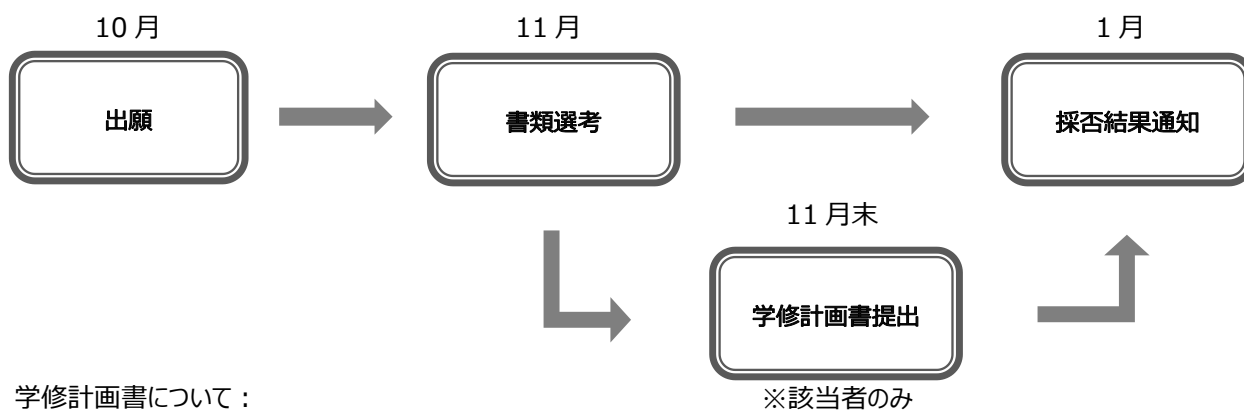 10 月
11 月
1 月
出願
書類選考
採否結果通知
11 月末
学修計画書提出
学修計画書について：
※該当者のみ